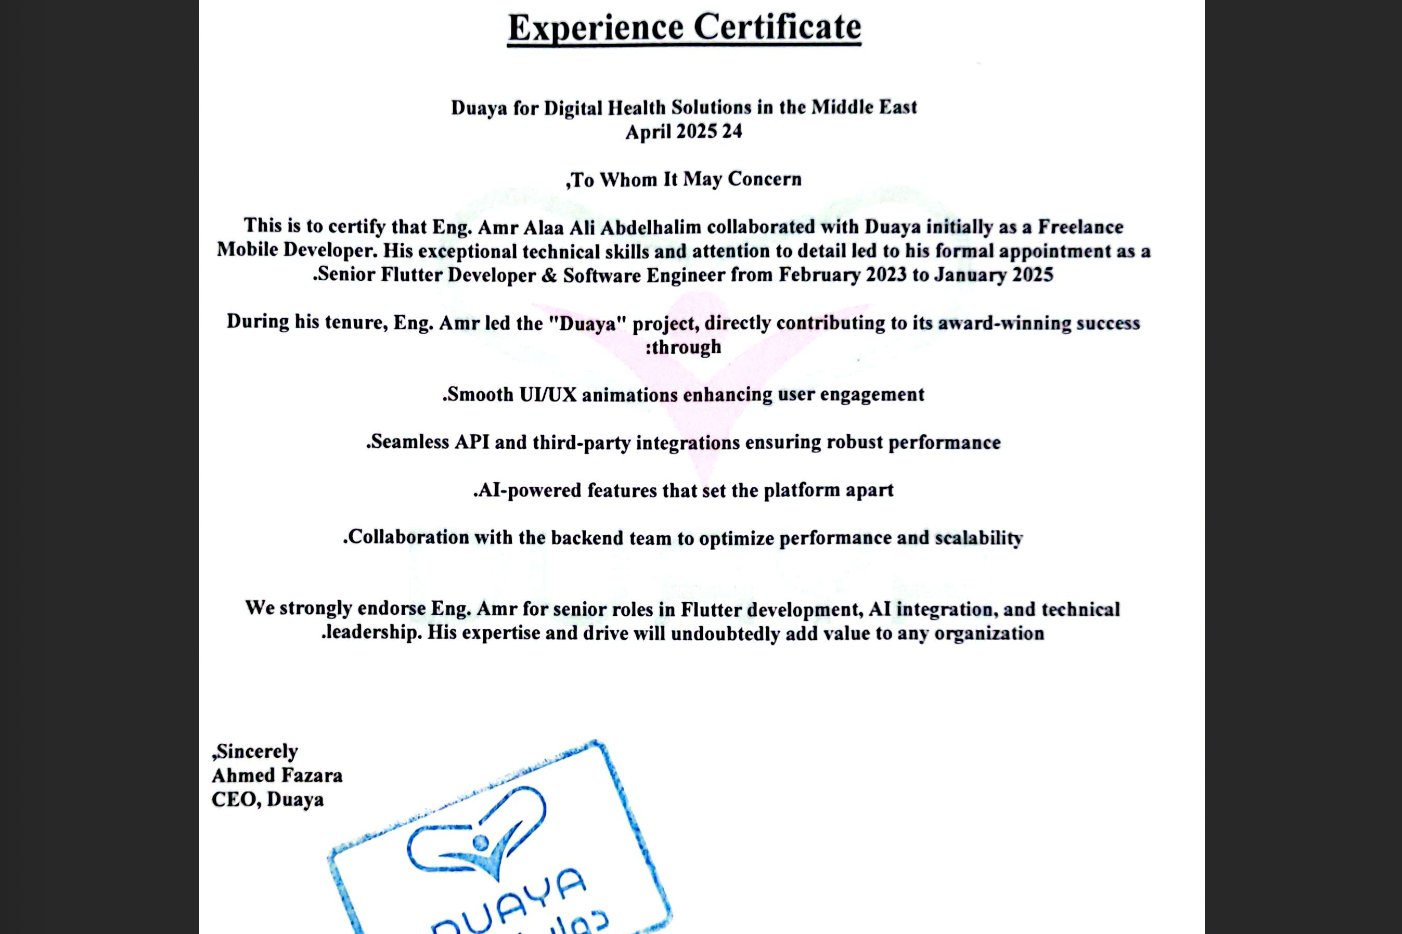 Experience Certificate
Duaya for Digital Health Solutions in the Middle East
April 2025 24
,To Whom It May Concern
This is to certify that Eng. Amr Alaa Ali Abdelhalim collaborated with Duaya initially as a Freelance
Mobile Developer. His exceptional technical skills and attention to detail led to his formal appointment as a
.Senior Flutter Developer & Software Engineer from February 2023 to January 2025
During his tenure, Eng. Amr led the "Duaya" project, directly contributing to its award-winning success
:through
.Smooth UI/UX animations enhancing user engagement
.Seamless API and third-party integrations ensuring robust performance
.AI-powered features that set the platform apart
.Collaboration with the backend team to optimize performance and scalability
We strongly endorse Eng. Amr for senior roles in Flutter development, AI integration, and technical
.leadership. His expertise and drive will undoubtedly add value to any organization
,Sincerely
Ahmed Fazara
CEO, Duaya
DUAYA